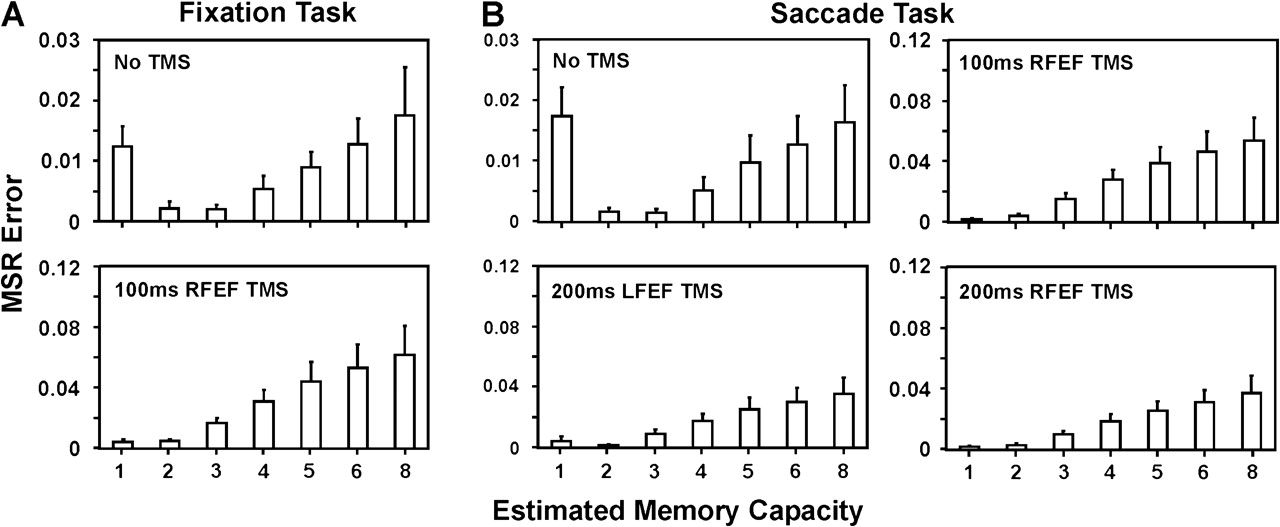 A Fixation Task
B Saccade Task
MSR Error
0.03
0.02
0.01
0
No TMS
0.03
0.02
0.01
0
No TMS
0.12
0.08
0.04
0
100ms RFEF TMS
0.12
0.08
0.04
0
100ms RFEF TMS
1 2 3 4 5 6 8
0.12
0.08
0.04
0
200ms LFEF TMS
1 2 3 4 5 6 8
0.12
0.08
0.04
0
200ms RFEF TMS
1 2 3 4 5 6 8
Estimated Memory Capacity